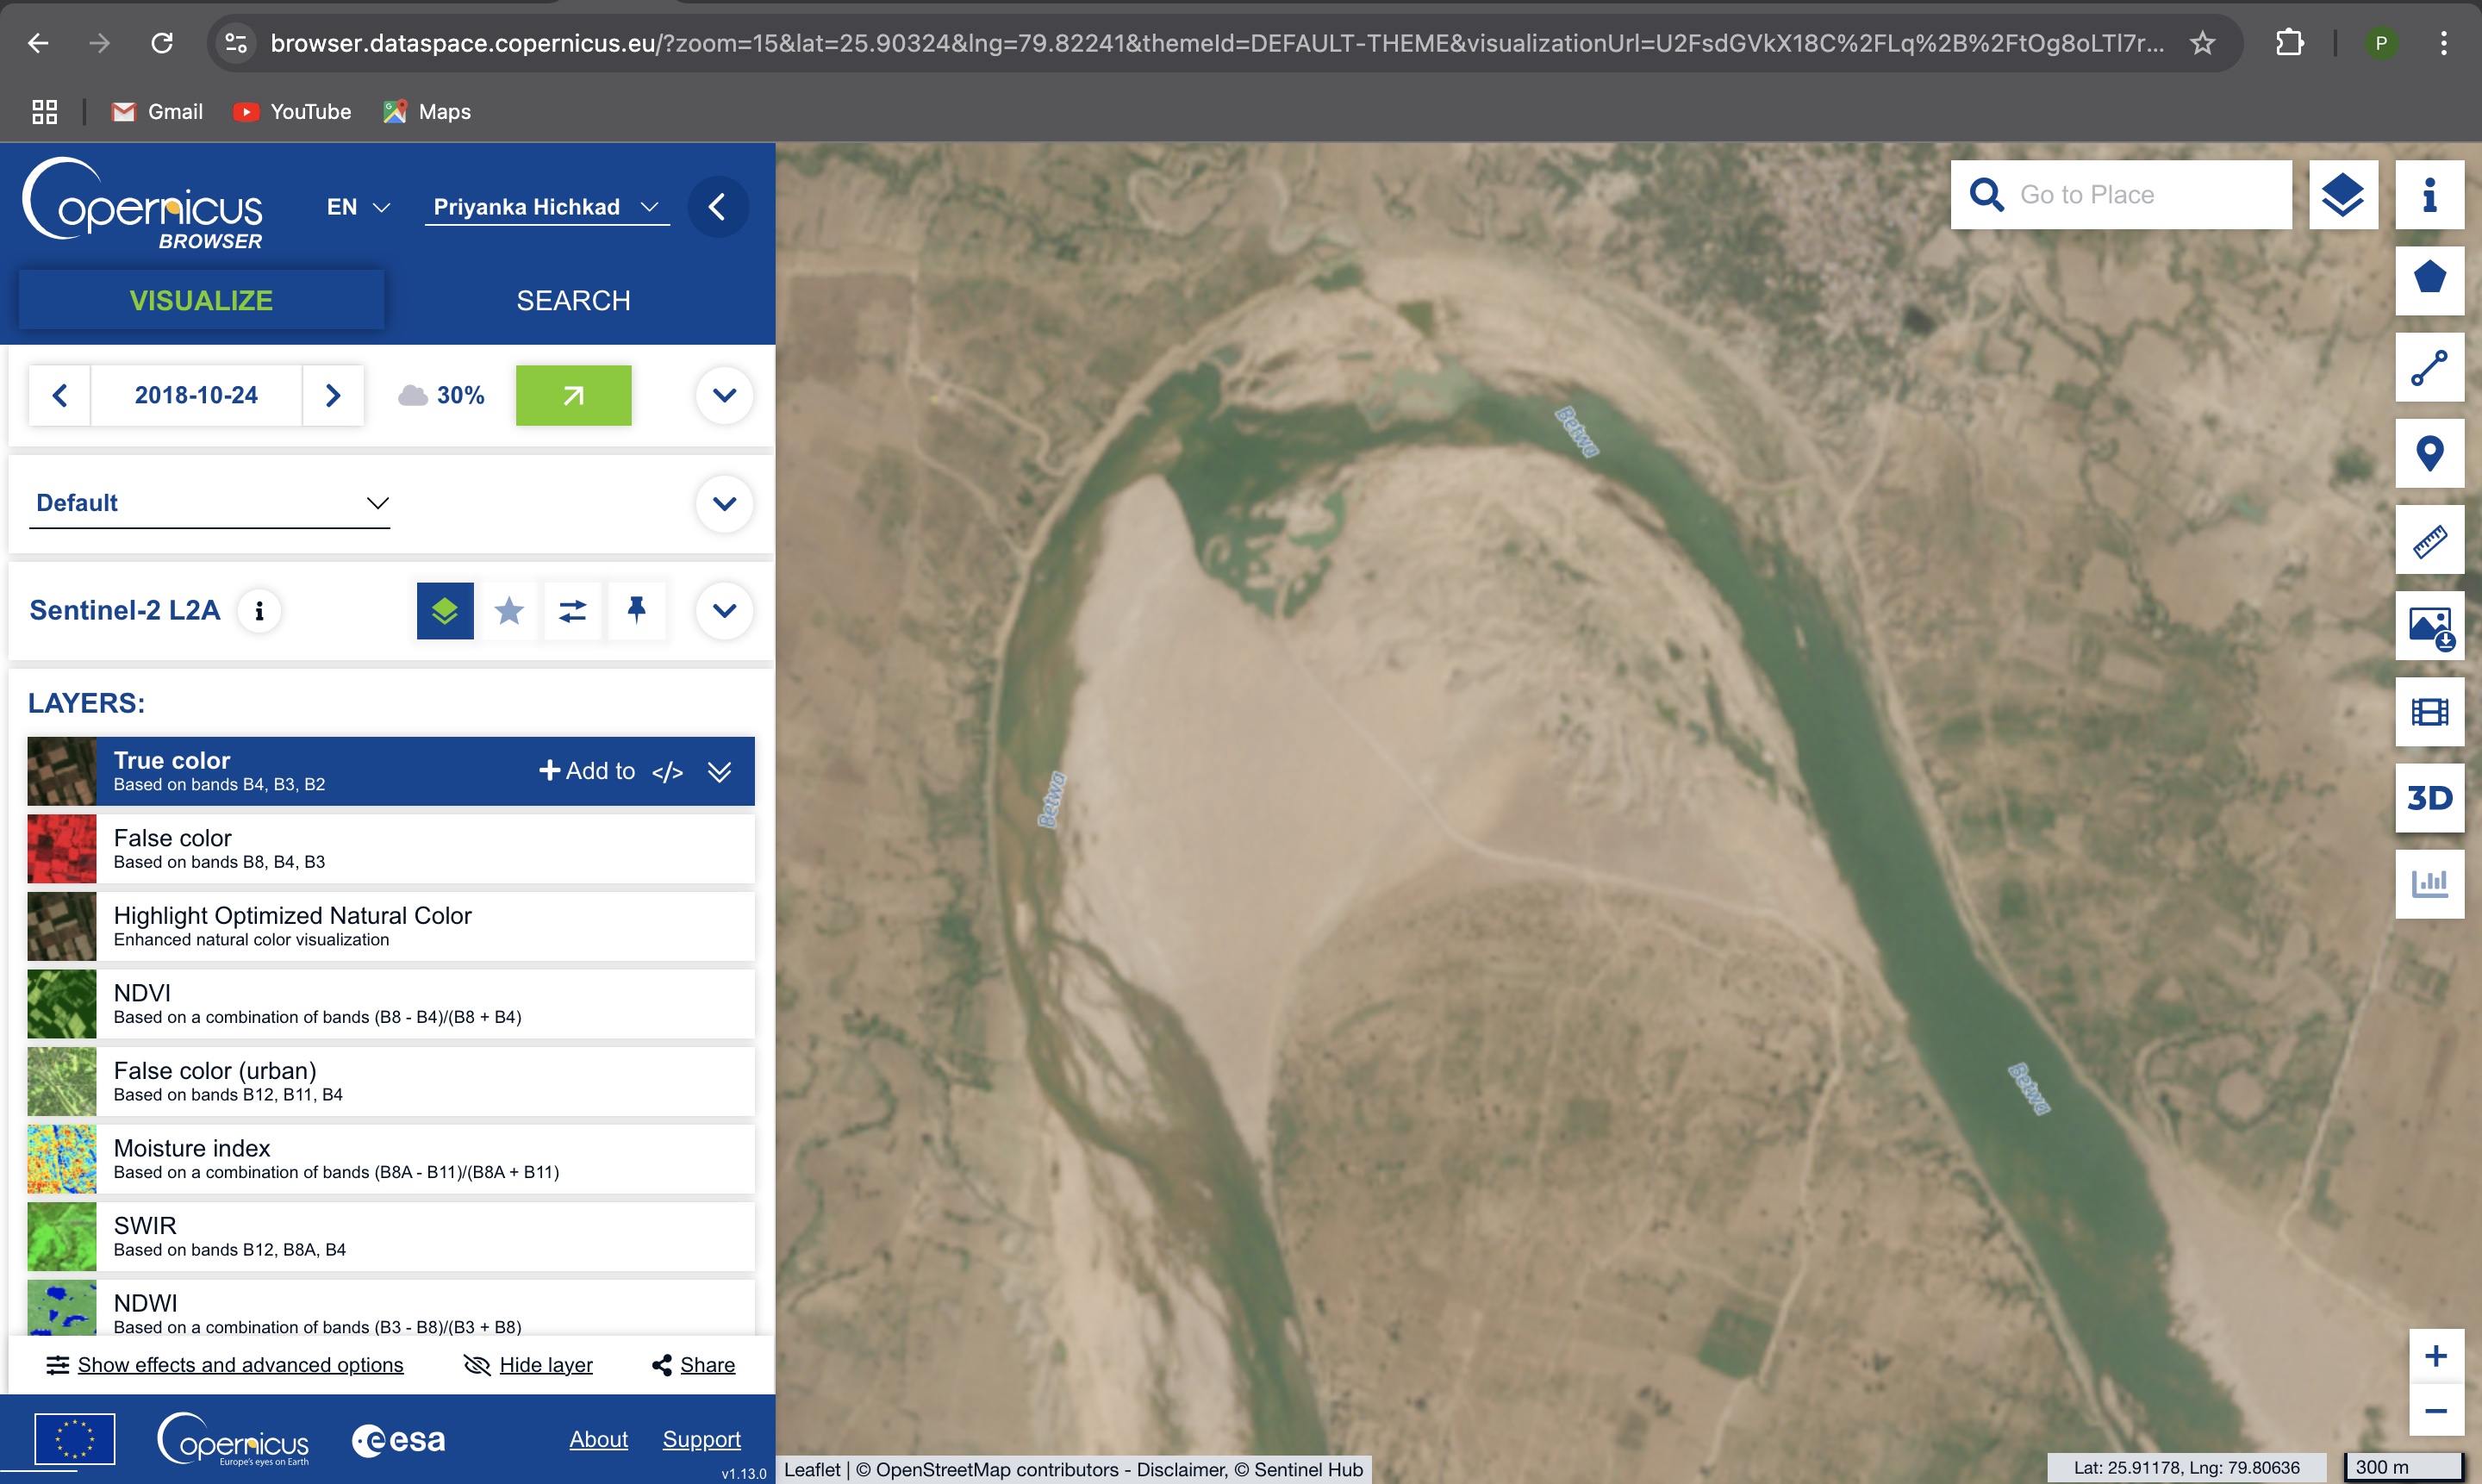 browser.dataspace.copernicus.eu/?zoom=15&lat=25.90324&lng=79.82241&themeId=DEFAULT-THEME&visualizationUrl=U2FsdGVkX18C%2FLq%2B%2FtOg8oLTl7r...
P
Gmail YouTube Maps
Copernicus
BROWSER
EN
Priyanka Hichkad
VISUALIZE
SEARCH
2018-10-24
30%
Default
Sentinel-2 L2A
LAYERS:
True color
Based on bands B4, B3, B2
Add to </>
False color
Based on bands B8, B4, B3
Highlight Optimized Natural Color
Enhanced natural color visualization
NDVI
Based on a combination of bands (B8 - B4)/(B8 + B4)
False color (urban)
Based on bands B12, B11, B4
Moisture index
Based on a combination of bands (B8A - B11)/(B8A + B11)
SWIR
Based on bands B12, B8A, B4
NDWI
Based on a combination of bands (B3 - B8)/(B3 + B8)
Show effects and advanced options
Hide layer
Share
Copernicus
Europe's eyes on Earth
esa
About
Support
v1.13.0
Go to Place
Betwa
Betwa
Betwa
3D
+
−
Leaflet | © OpenStreetMap contributors - Disclaimer, © Sentinel Hub
Lat: 25.91178, Lng: 79.80636
300 m